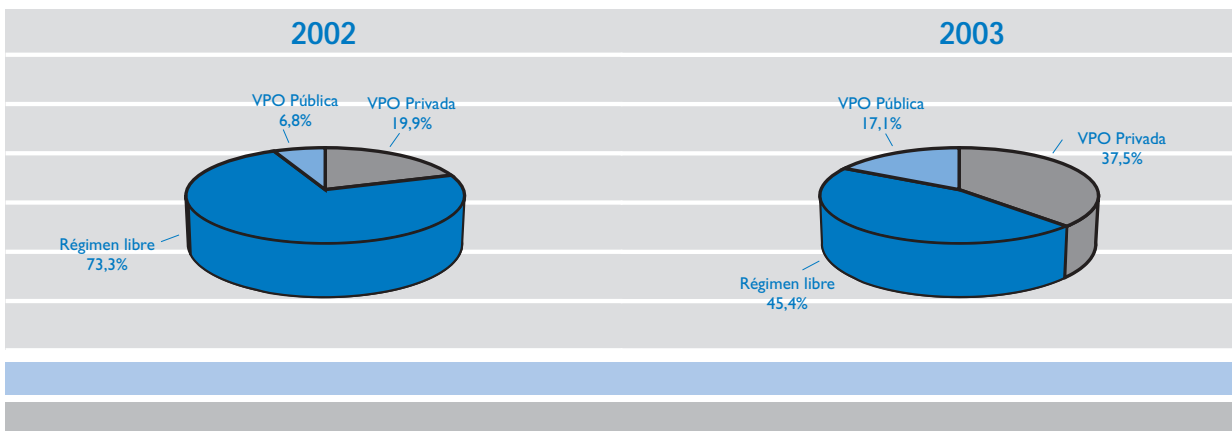 2002
VPO Pública
6,8%
VPO Privada
19,9%
Régimen libre
73,3%
2003
VPO Pública
17,1%
VPO Privada
37,5%
Régimen libre
45,4%